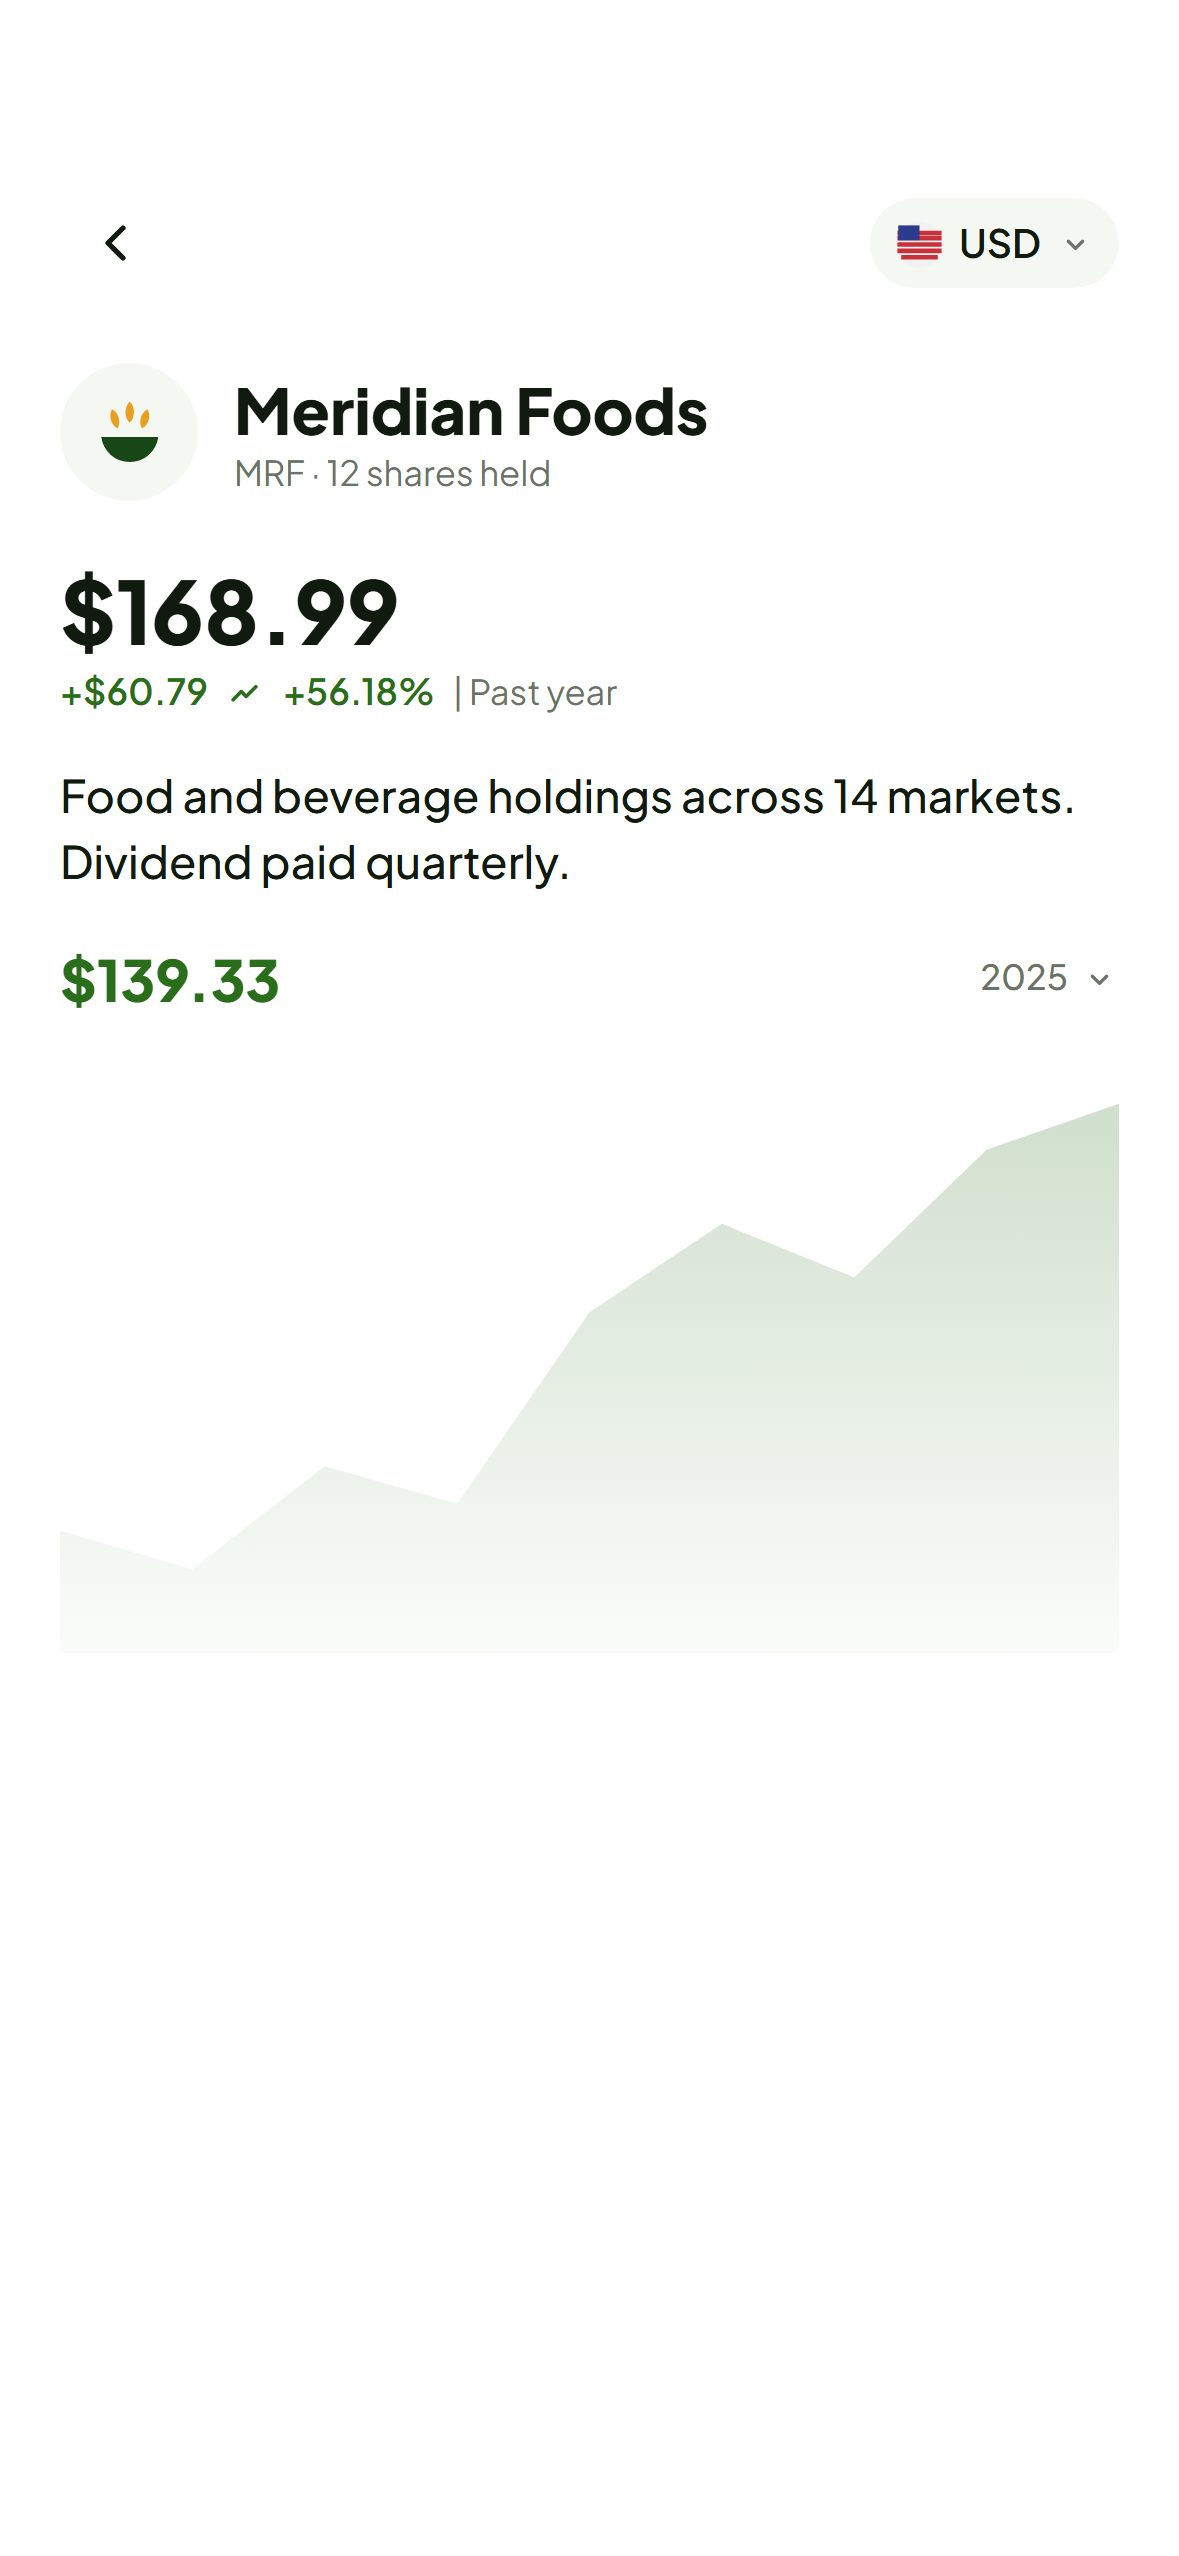 USD
Meridian Foods
MRF · 12 shares held
$168.99
+$60.79 +56.18% | Past year
Food and beverage holdings across 14 markets.
Dividend paid quarterly.
$139.33 2025